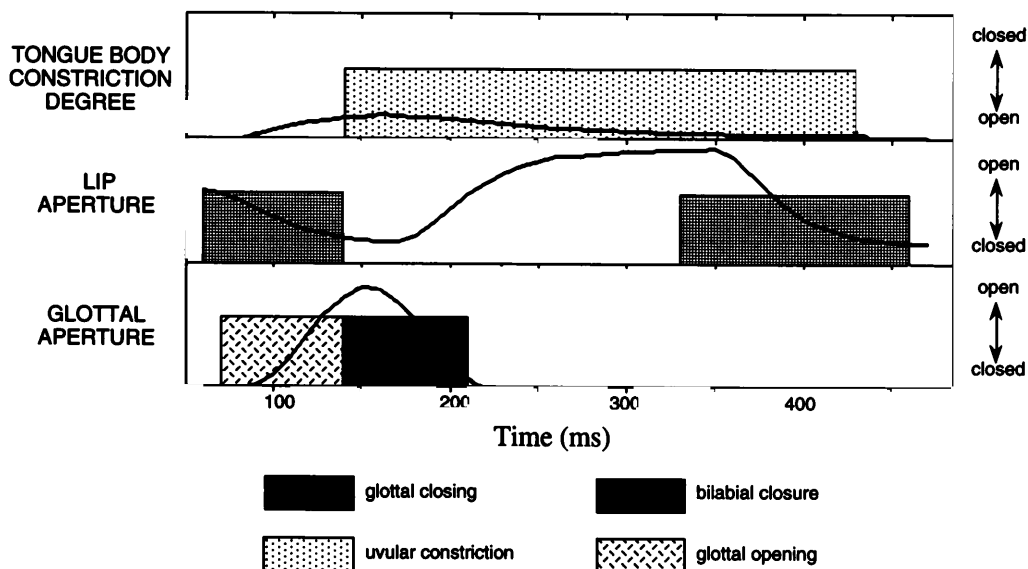 TONGUE BODY
CONSTRICTION
DEGREE
closed
open
LIP
APERTURE
open
closed
GLOTTAL
APERTURE
open
closed
100 200 300 400
Time (ms)
glottal closing bilabial closure
uvular constriction glottal opening